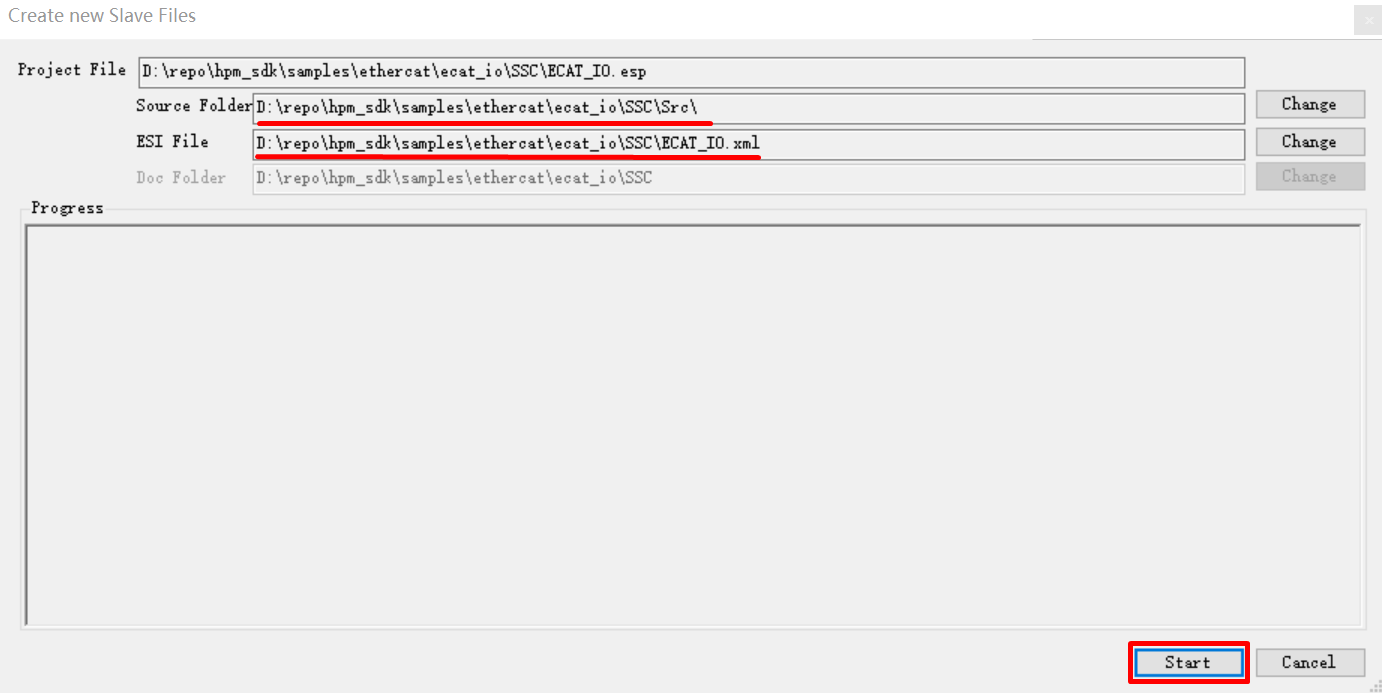 Create new Slave Files
Project File D:\repo\hpm_sdk\samples\ethercat\ecat_io\SSC\ECAT_IO.esp
Source Folder D:\repo\hpm_sdk\samples\ethercat\ecat_io\SSC\Src\ Change
ESI File D:\repo\hpm_sdk\samples\ethercat\ecat_io\SSC\ECAT_IO.xml Change
Doc Folder D:\repo\hpm_sdk\samples\ethercat\ecat_io\SSC Change
Progress
Start Cancel